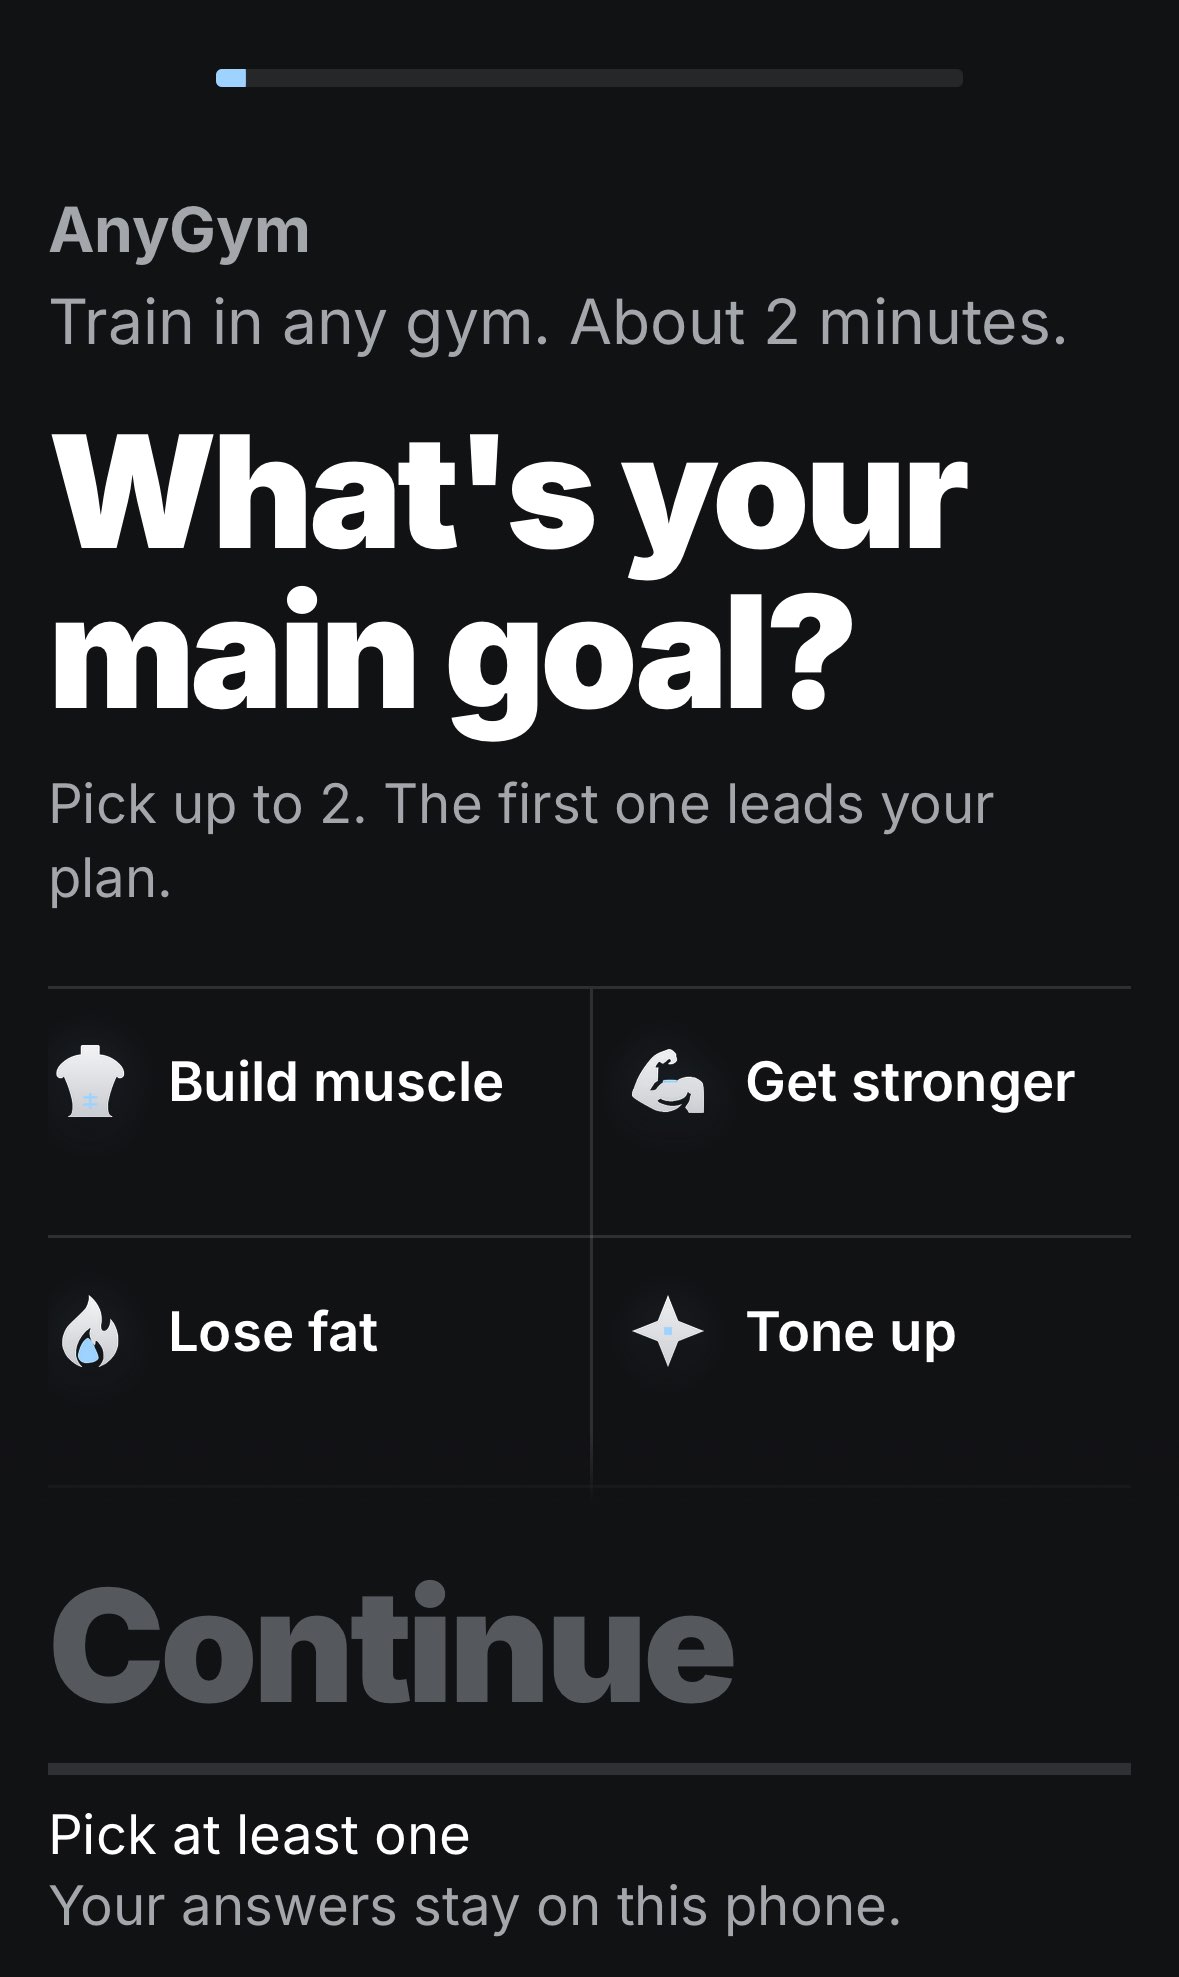 AnyGym
Train in any gym. About 2 minutes.
What's your
main goal?
Pick up to 2. The first one leads your
plan.
Build muscle
Get stronger
Lose fat
Tone up
Continue
Pick at least one
Your answers stay on this phone.